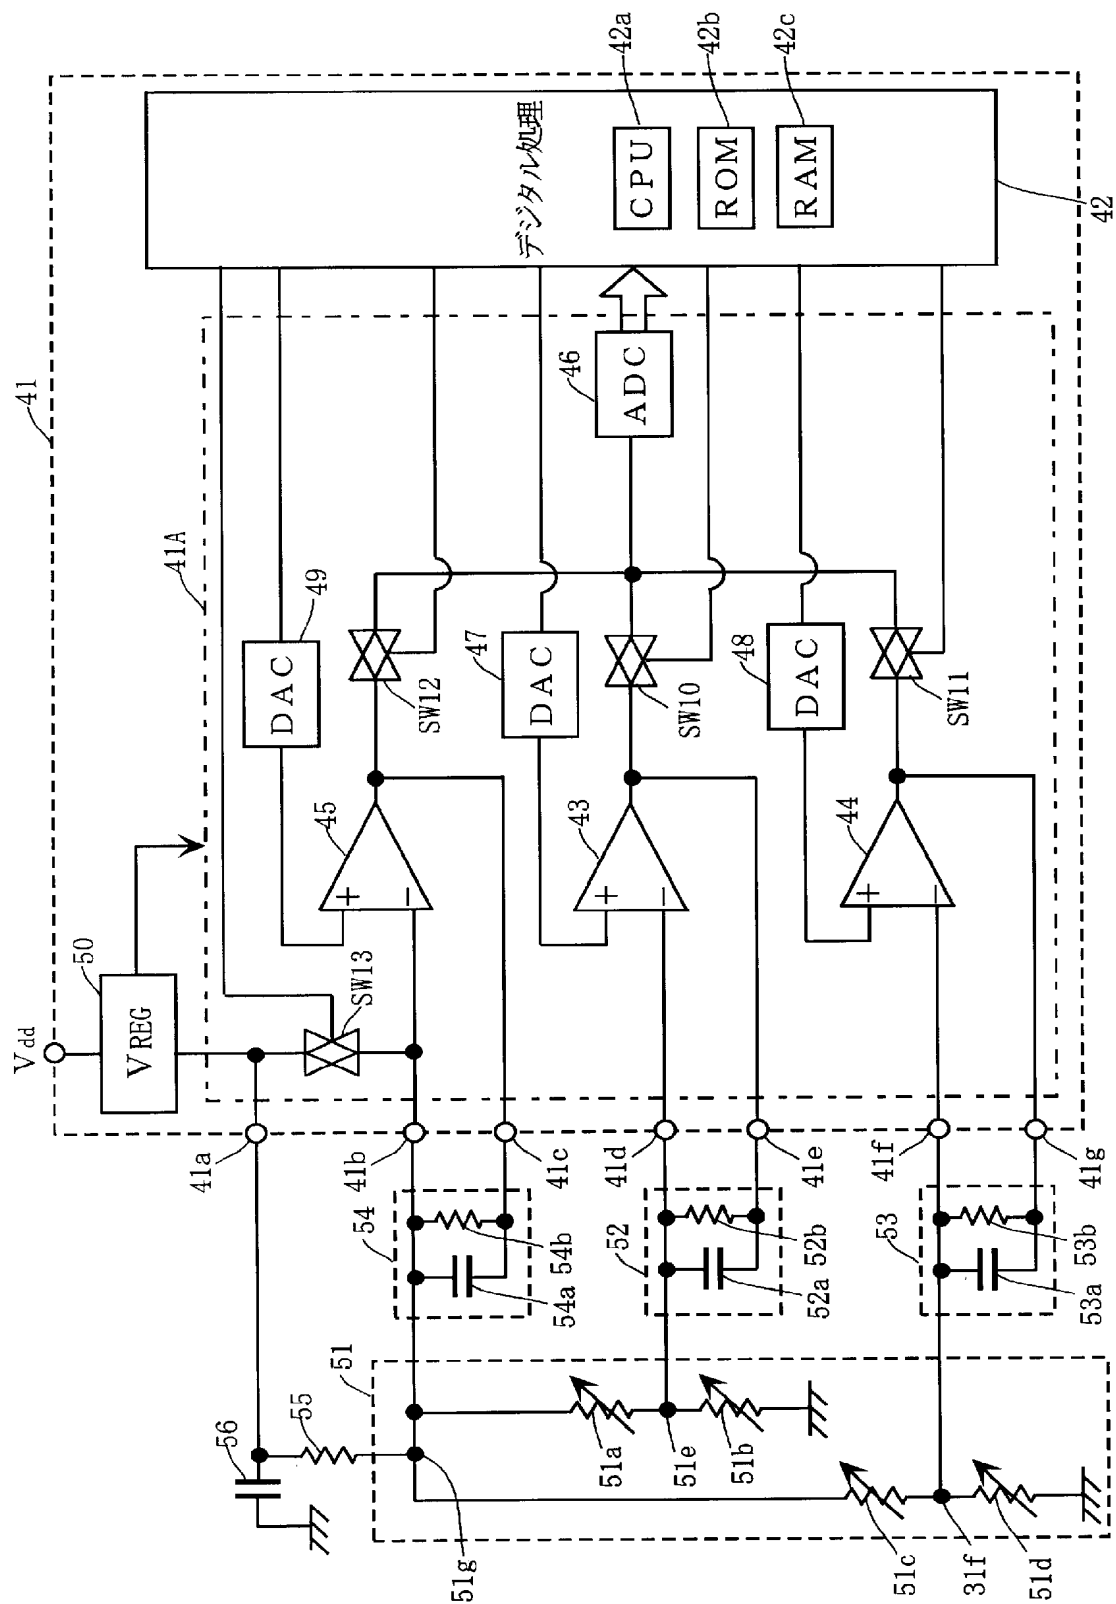 41
41A
デジタル処理
CPU
42a
ROM
42b
RAM
42c
42
Vdd
50
VREG
DAC
49
SW12
SW13
45
+
−
47
DAC
46
ADC
SW10
43
+
−
48
DAC
SW11
44
+
−
41a
41b
41c
41d
41e
41f
41g
54
54b
54a
52
52b
52a
53
53b
53a
56
55
51
51g
51a
51e
51b
51c
31f
51d